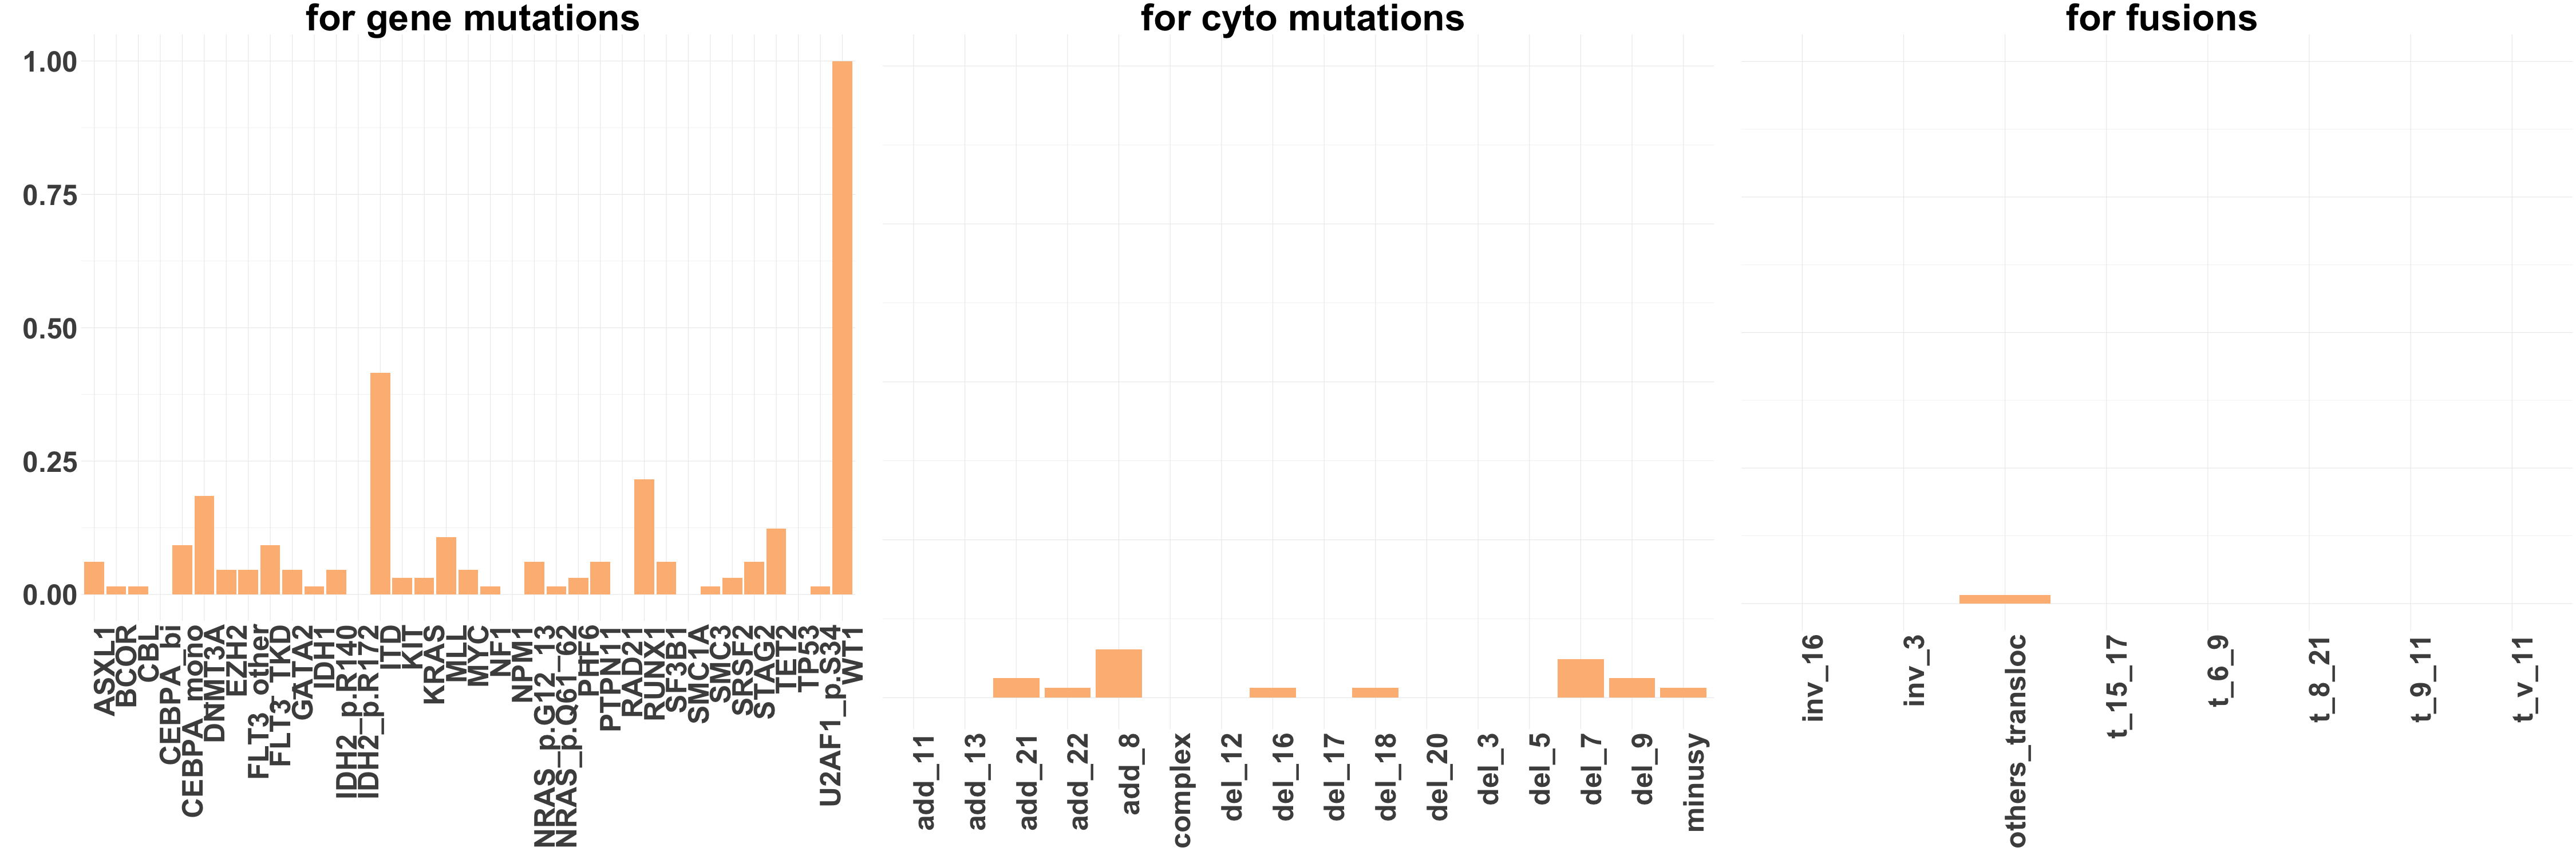 for gene mutations
for cyto mutations
for fusions
1.00
0.75
0.50
0.25
0.00
ASXL1
BCOR
CBL
CEBPA_bi
CEBPA_mono
DNMT3A
EZH2
FLT3_other
FLT3_TKD
GATA2
IDH1
IDH2_p.R140
IDH2_p.R172
ITD
KIT
KRAS
MLL
MYC
NF1
NPM1
NRAS_p.G12_13
NRAS_p.Q61_62
PHF6
PTPN11
RAD21
RUNX1
SF3B1
SMC1A
SMC3
SRSF2
STAG2
TET2
TP53
U2AF1_p.S34
WT1
add_11
add_13
add_21
add_22
add_8
complex
del_12
del_16
del_17
del_18
del_20
del_3
del_5
del_7
del_9
minusy
inv_16
inv_3
others_transloc
t_15_17
t_6_9
t_8_21
t_9_11
t_v_11